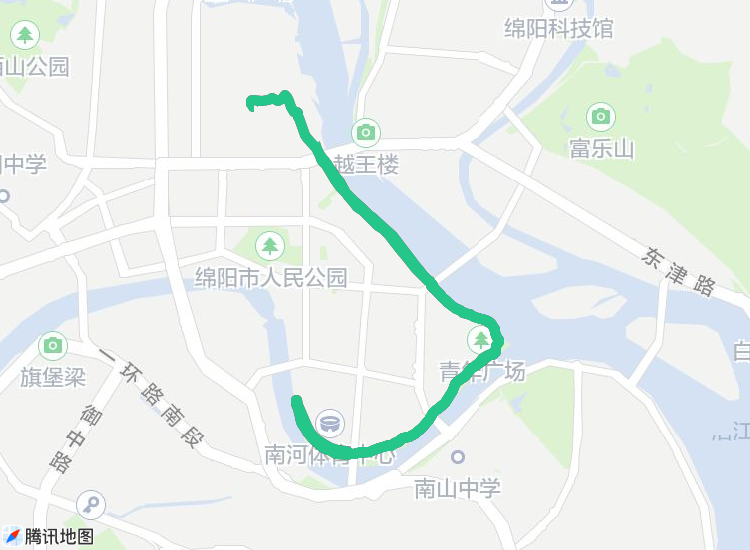 绵阳科技馆
山公园
富乐山
越王楼
中学
东津路
绵阳市人民公园
青年广场
旗堡梁
一环路南段
御中路
南河体育中心
南山中学
腾讯地图